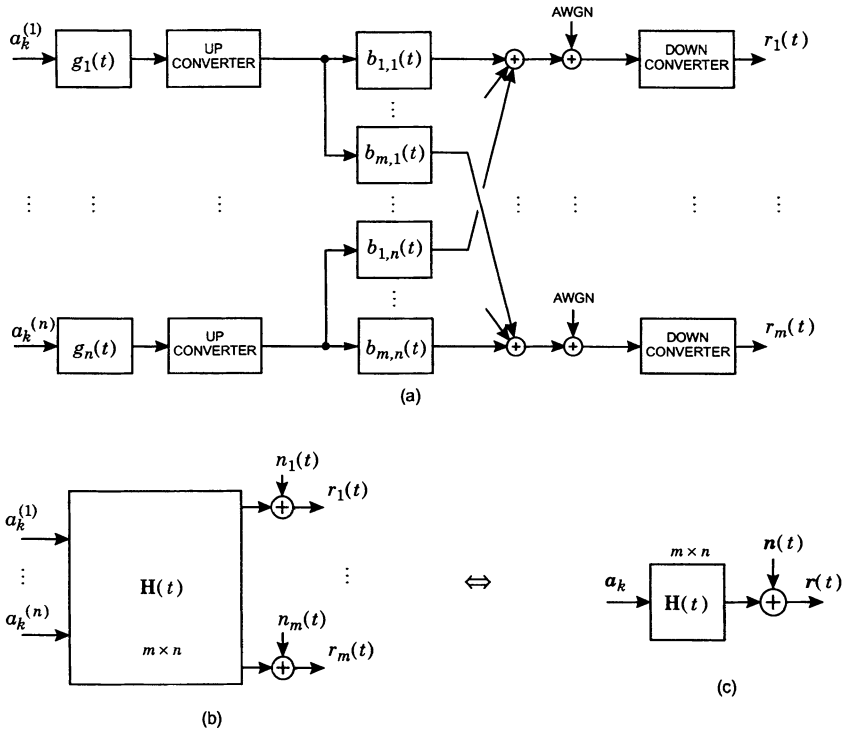 a_k^(1)
g_1(t)
UP CONVERTER
b_{1,1}(t)
AWGN
DOWN CONVERTER
r_1(t)
⋮
b_{m,1}(t)
⋮ ⋮ ⋮ ⋮ ⋮ ⋮ ⋮ ⋮
b_{1,n}(t)
⋮
a_k^(n)
g_n(t)
UP CONVERTER
b_{m,n}(t)
AWGN
DOWN CONVERTER
r_m(t)
(a)
n_1(t)
a_k^(1)
r_1(t)
⋮
H(t)
⋮
a_k^(n)
n_m(t)
m × n
r_m(t)
(b)
⇔
m × n
n(t)
a_k
H(t)
r(t)
(c)